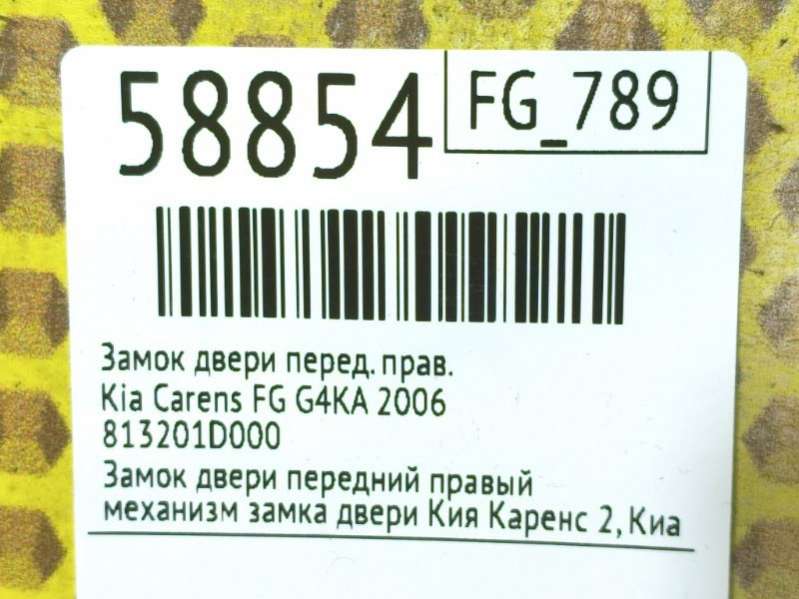 58854
FG_789
Замок двери перед. прав.
Kia Carens FG G4KA 2006
813201D000
Замок двери передний правый
механизм замка двери Кия Каренс 2, Киа